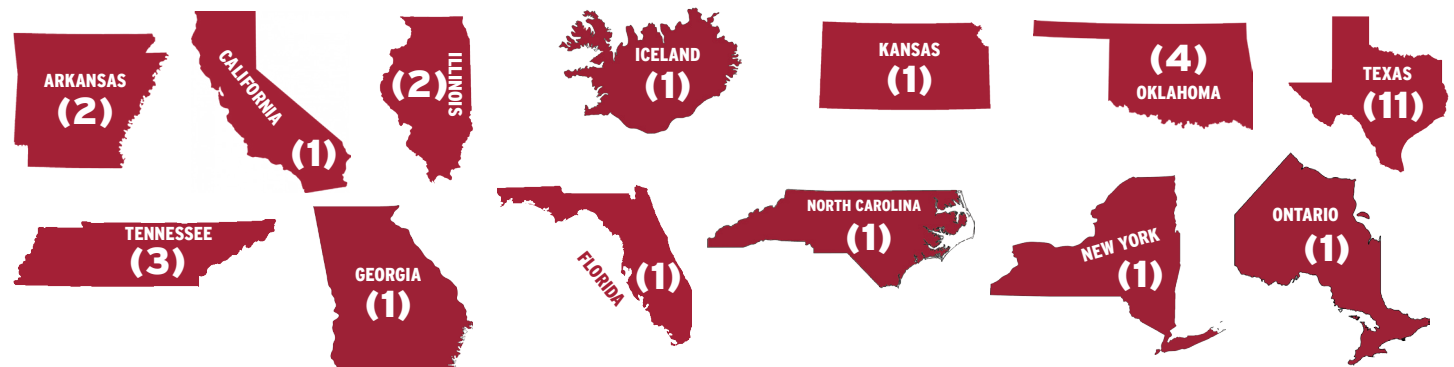 ARKANSAS
(2)
CALIFORNIA
(1)
ILLINOIS
(2)
ICELAND
(1)
KANSAS
(1)
(4)
OKLAHOMA
TEXAS
(11)
TENNESSEE
(3)
GEORGIA
(1)
FLORIDA
(1)
NORTH CAROLINA
(1)
NEW YORK
(1)
ONTARIO
(1)